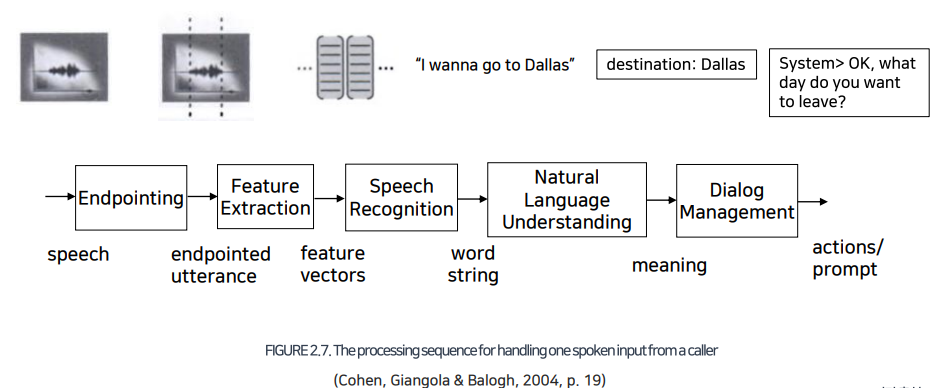 ... ...
“I wanna go to Dallas”
destination: Dallas
System> OK, what
day do you want
to leave?
Endpointing
Feature
Extraction
Speech
Recognition
Natural
Language
Understanding
Dialog
Management
speech
endpointed
utterance
feature
vectors
word
string
meaning
actions/
prompt
FIGURE 2.7. The processing sequence for handling one spoken input from a caller
(Cohen, Giangola & Balogh, 2004, p. 19)